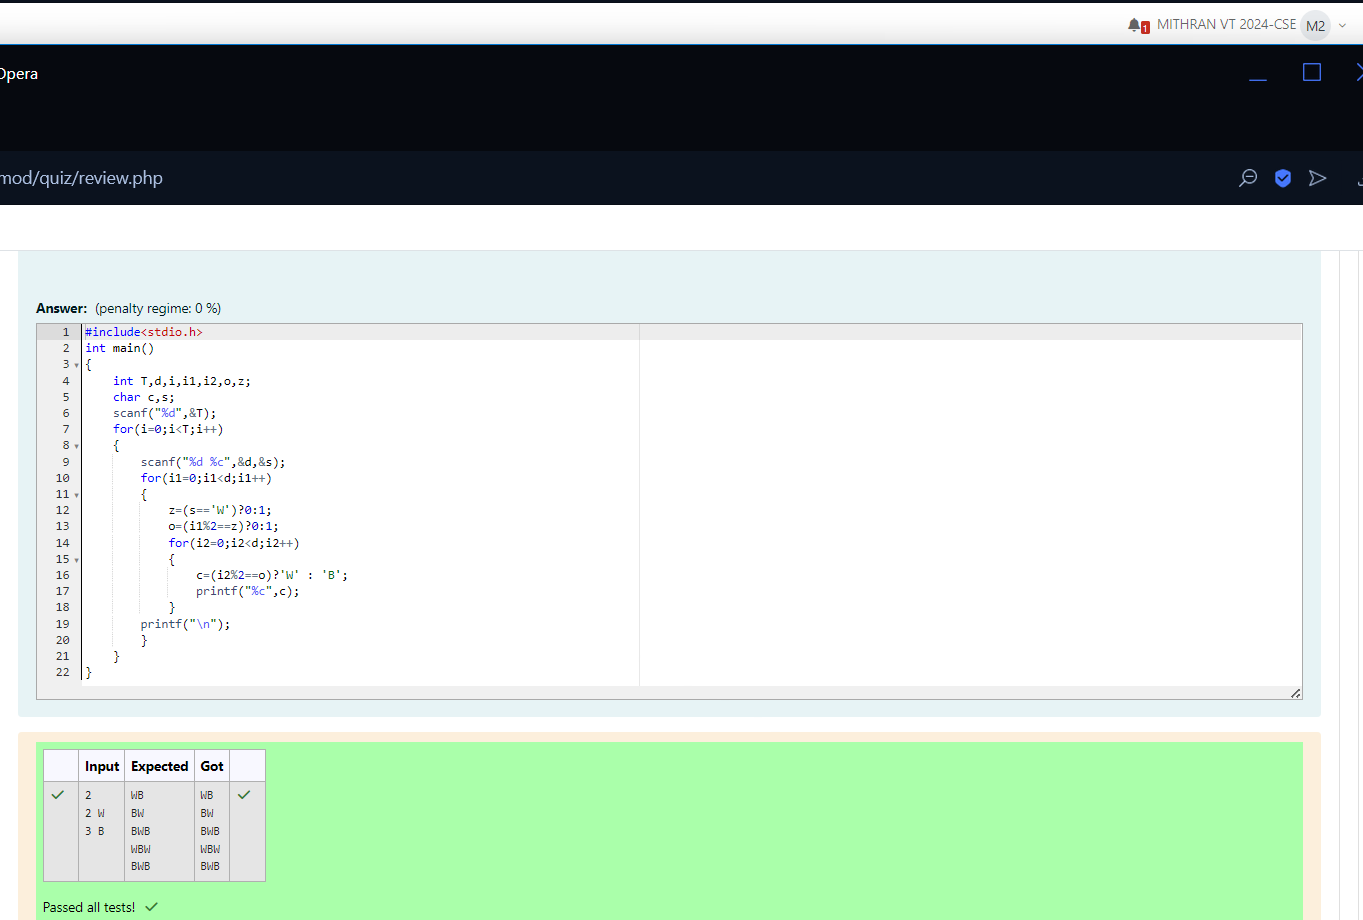 1 MITHRAN VT 2024-CSE M2
Opera
mod/quiz/review.php
Answer: (penalty regime: 0 %)
1 #include<stdio.h>
2 int main()
3 {
4 int T,d,i,i1,i2,o,z;
5 char c,s;
6 scanf("%d",&T);
7 for(i=0;i<T;i++)
8 {
9 scanf("%d %c",&d,&s);
10 for(i1=0;i1<d;i1++)
11 {
12 z=(s=='W')?0:1;
13 o=(i1%2==z)?0:1;
14 for(i2=0;i2<d;i2++)
15 {
16 c=(i2%2==o)?'W' : 'B';
17 printf("%c",c);
18 }
19 printf("\n");
20 }
21 }
22 }
Input Expected Got
2 WB WB
2 W BW BW
3 B BWB BWB
WBW WBW
BWB BWB
Passed all tests!